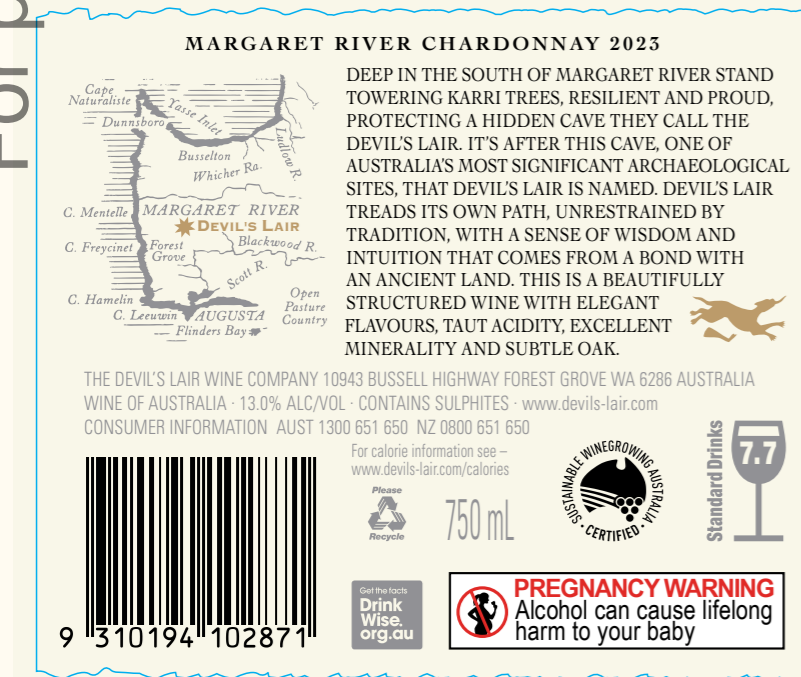 For p
MARGARET RIVER CHARDONNAY 2023
Cape
Naturaliste
Dunnsboro
Yasse Inlet
Busselton
Whicher Ra.
Ludlow R.
C. Mentelle
MARGARET RIVER
DEVIL'S LAIR
C. Freycinet
Forest
Grove
Blackwood R.
Scott R.
C. Hamelin
C. Leeuwin
AUGUSTA
Flinders Bay
Open
Pasture
Country
DEEP IN THE SOUTH OF MARGARET RIVER STAND
TOWERING KARRI TREES, RESILIENT AND PROUD,
PROTECTING A HIDDEN CAVE THEY CALL THE
DEVIL'S LAIR. IT'S AFTER THIS CAVE, ONE OF
AUSTRALIA'S MOST SIGNIFICANT ARCHAEOLOGICAL
SITES, THAT DEVIL'S LAIR IS NAMED. DEVIL'S LAIR
TREADS ITS OWN PATH, UNRESTRAINED BY
TRADITION, WITH A SENSE OF WISDOM AND
INTUITION THAT COMES FROM A BOND WITH
AN ANCIENT LAND. THIS IS A BEAUTIFULLY
STRUCTURED WINE WITH ELEGANT
FLAVOURS, TAUT ACIDITY, EXCELLENT
MINERALITY AND SUBTLE OAK.
THE DEVIL'S LAIR WINE COMPANY 10943 BUSSELL HIGHWAY FOREST GROVE WA 6286 AUSTRALIA
WINE OF AUSTRALIA · 13.0% ALC/VOL · CONTAINS SULPHITES · www.devils-lair.com
CONSUMER INFORMATION AUST 1300 651 650 NZ 0800 651 650
For calorie information see –
www.devils-lair.com/calories
Please
Recycle
750 mL
SUSTAINABLE WINEGROWING AUSTRALIA
· CERTIFIED ·
Standard Drinks
7.7
9 310194 102871
Get the facts
Drink
Wise.
org.au
PREGNANCY WARNING
Alcohol can cause lifelong
harm to your baby